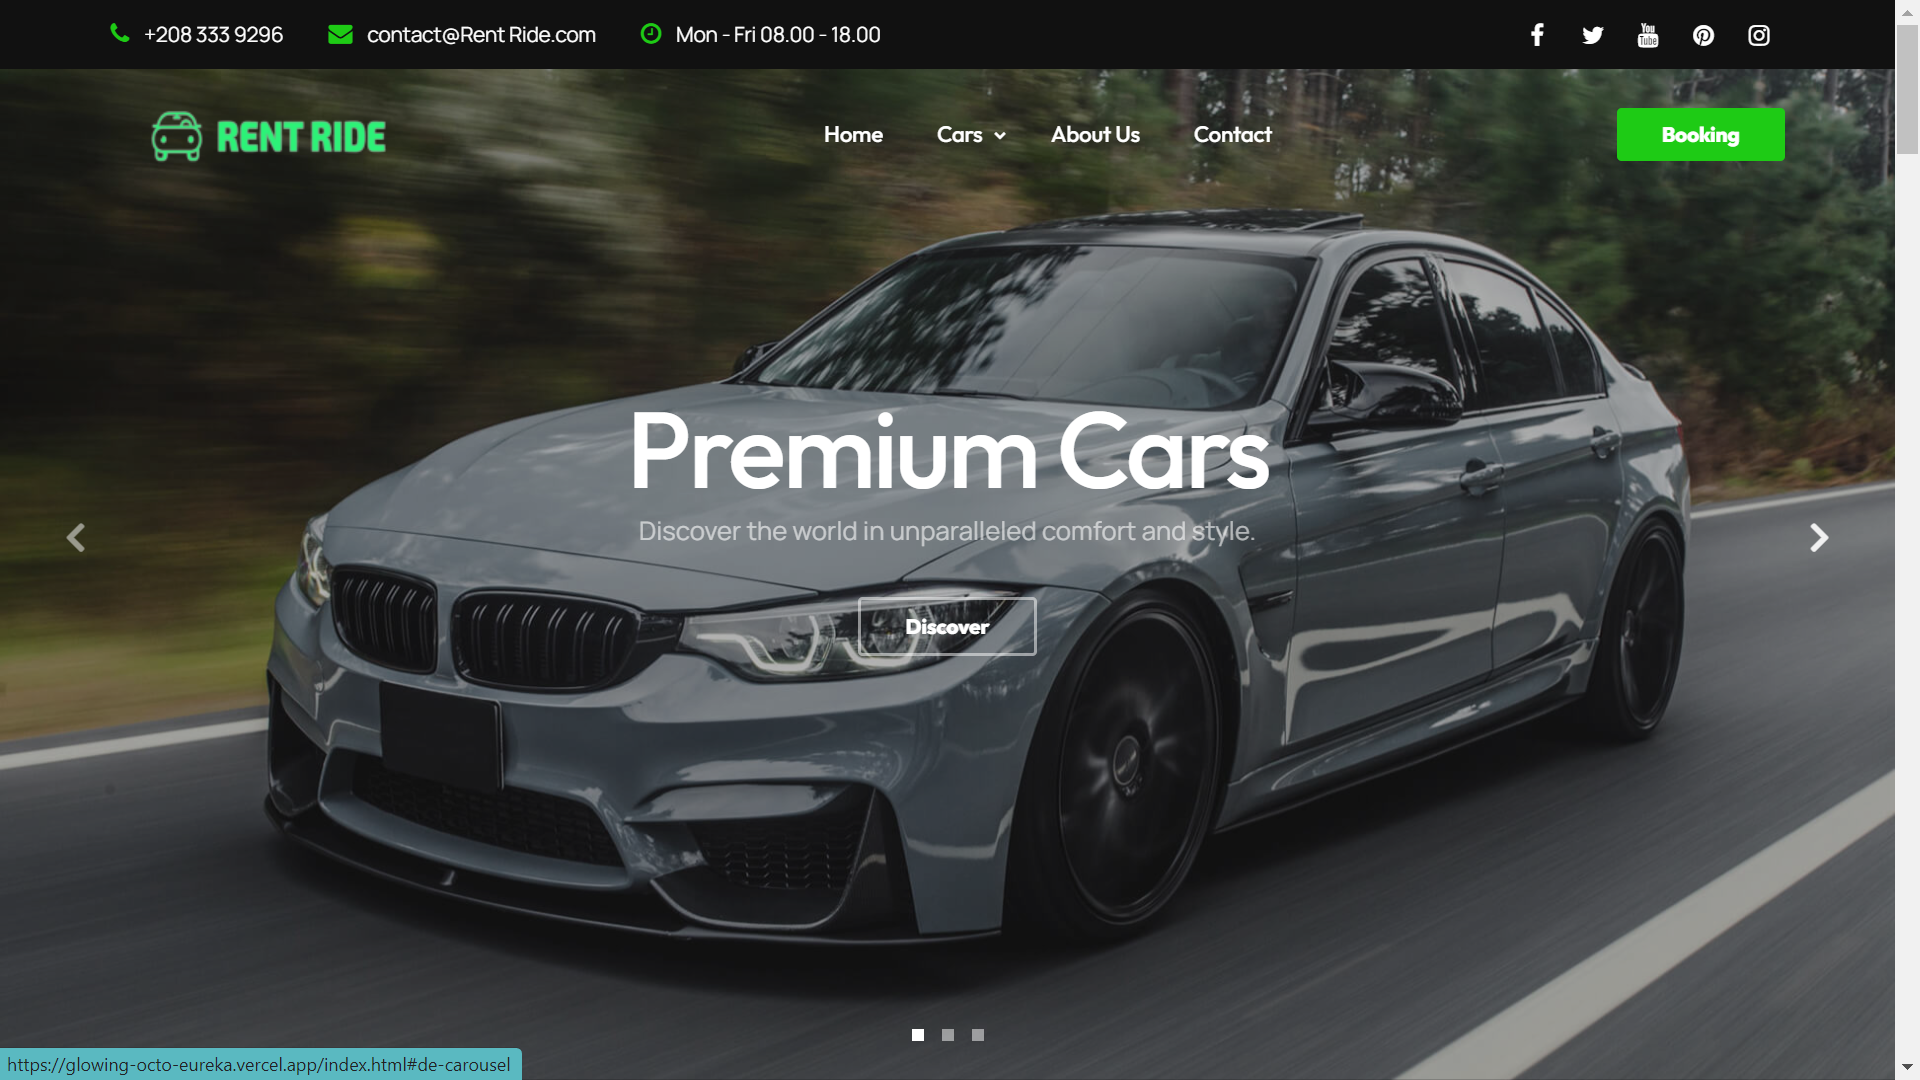 +208 333 9296
contact@Rent Ride.com
Mon - Fri 08.00 - 18.00
You
Tube
RENT RIDE
Home
Cars
About Us
Contact
Booking
Premium Cars
Discover the world in unparalleled comfort and style.
Discover
https://glowing-octo-eureka.vercel.app/index.html#de-carousel